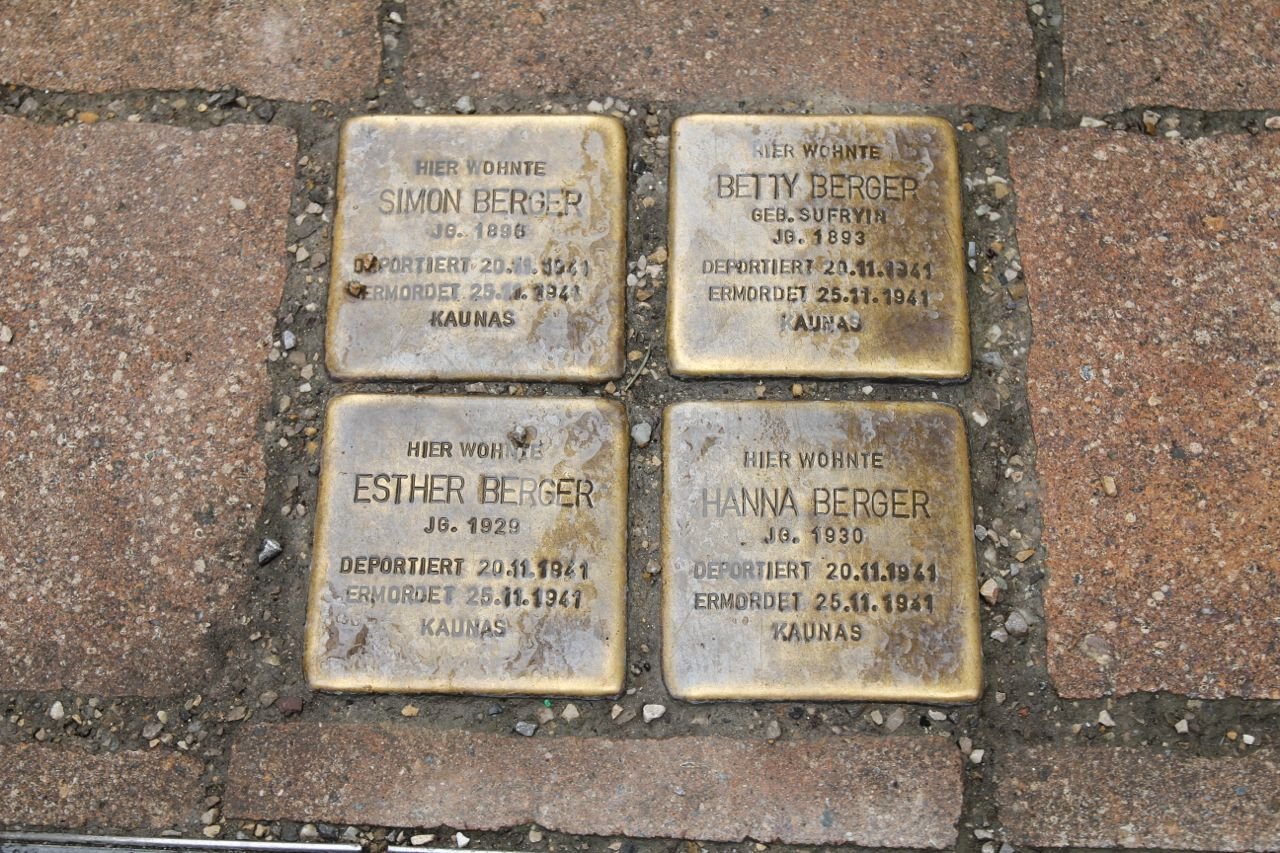 HIER WOHNTE
SIMON BERGER
JG. 1896
DEPORTIERT 20.11.1941
ERMORDET 25.11.1941
KAUNAS
HIER WOHNTE
BETTY BERGER
GEB. SUFRYIN
JG. 1893
DEPORTIERT 20.11.1941
ERMORDET 25.11.1941
KAUNAS
HIER WOHNTE
ESTHER BERGER
JG. 1929
DEPORTIERT 20.11.1941
ERMORDET 25.11.1941
KAUNAS
HIER WOHNTE
HANNA BERGER
JG. 1930
DEPORTIERT 20.11.1941
ERMORDET 25.11.1941
KAUNAS